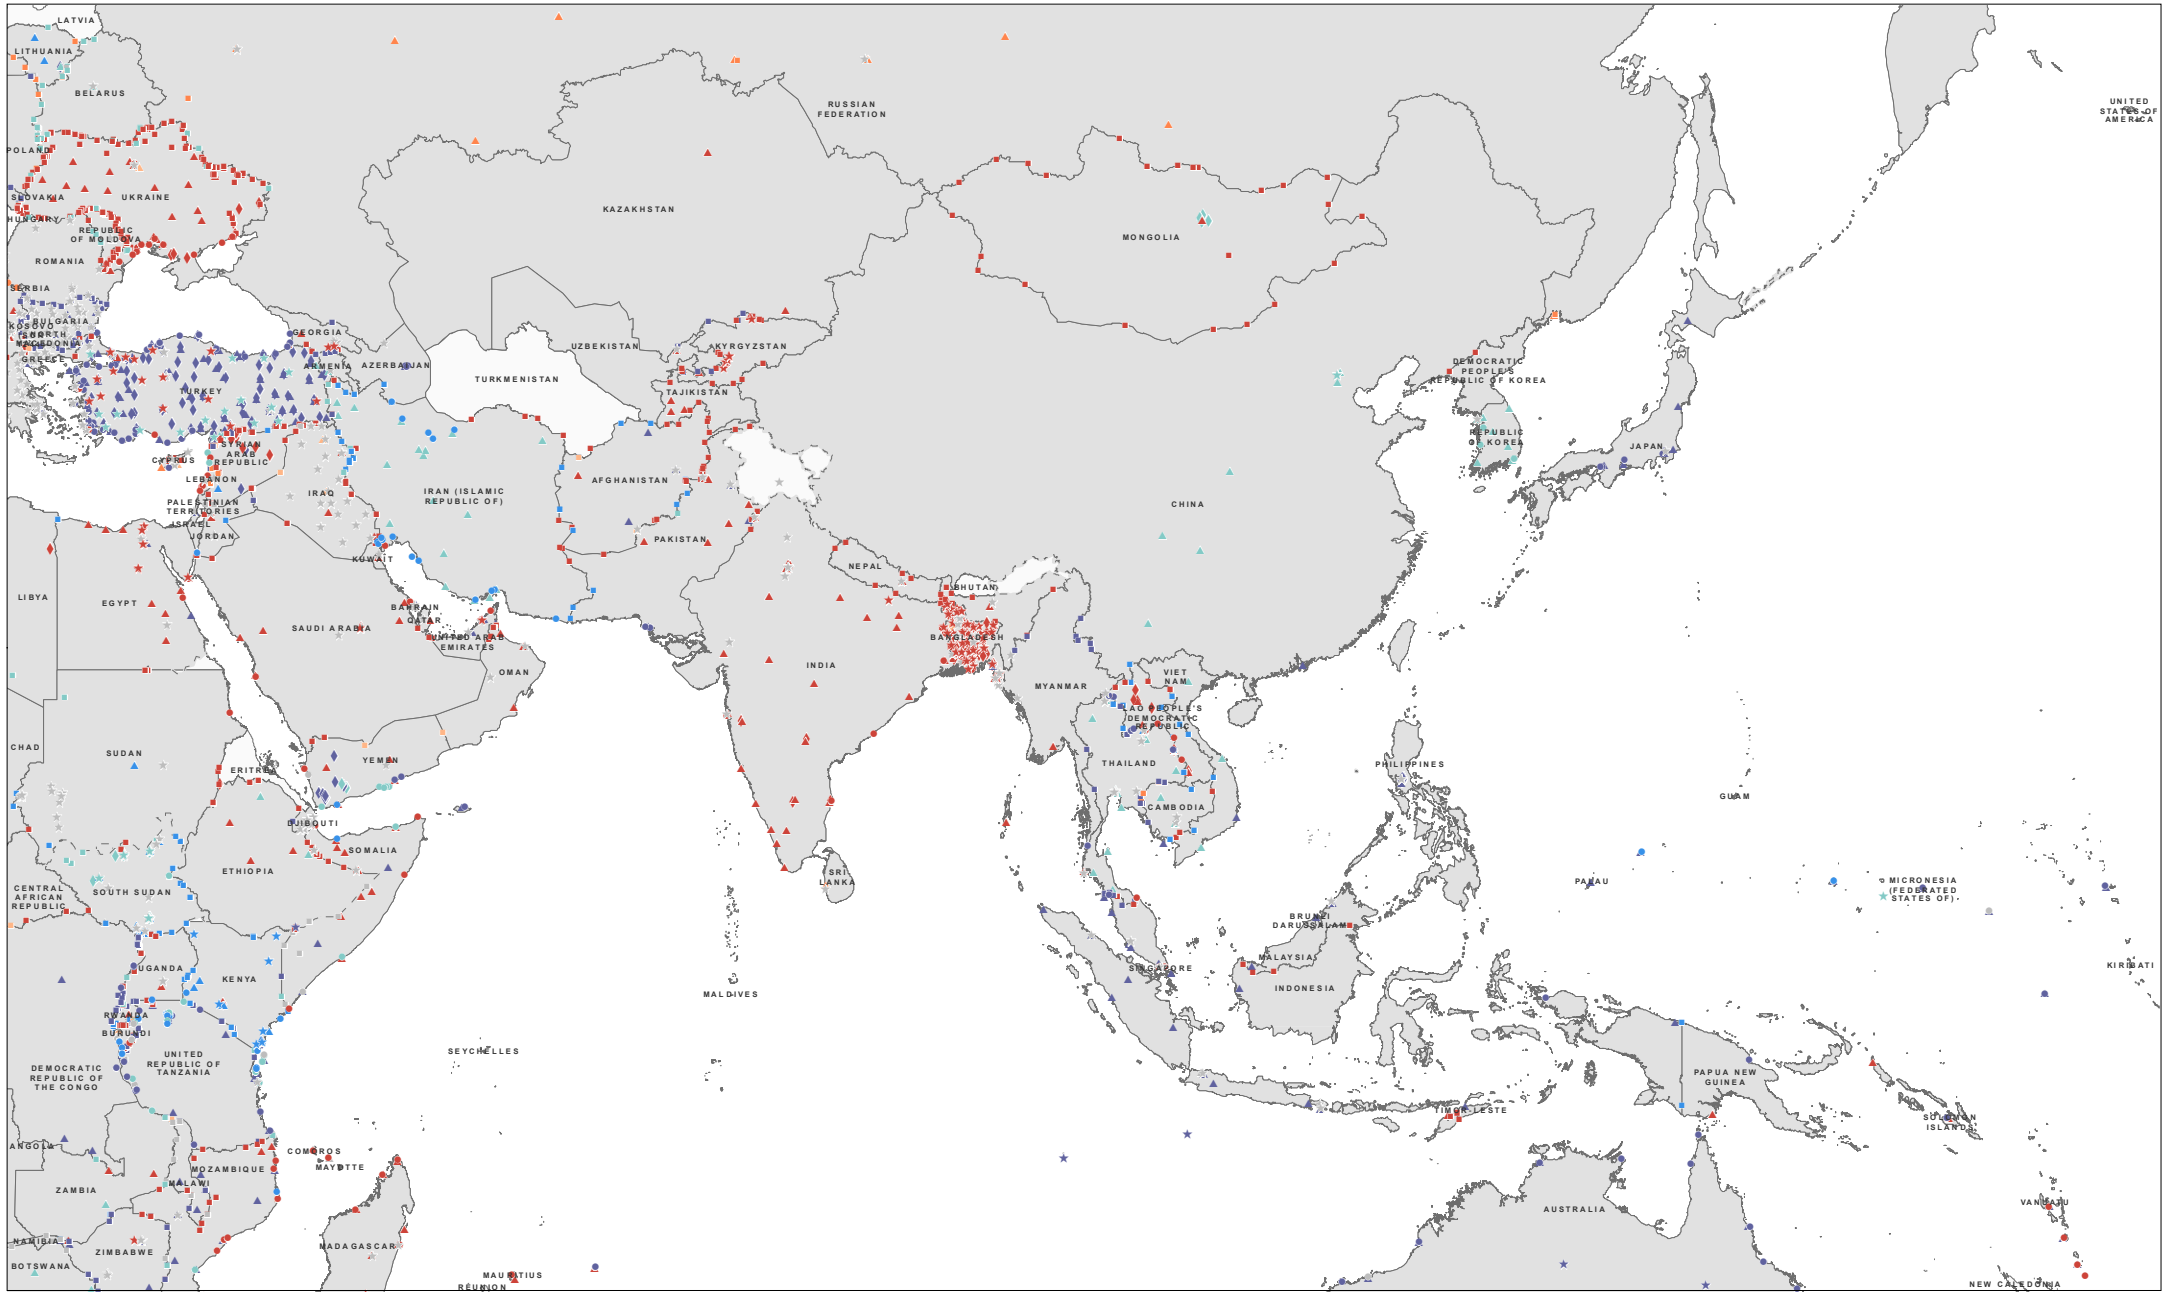 LATVIA
LITHUANIA
BELARUS
RUSSIAN
FEDERATION
UNITED
STATES OF
AMERICA
POLAND
SLOVAKIA
UKRAINE
HUNGARY
REPUBLIC
OF MOLDOVA
ROMANIA
KAZAKHSTAN
MONGOLIA
SERBIA
BULGARIA
KOSOVO
NORTH
MACEDONIA
GREECE
GEORGIA
ARMENIA
AZERBAIJAN
UZBEKISTAN
KYRGYZSTAN
TURKMENISTAN
TAJIKISTAN
TURKEY
DEMOCRATIC
PEOPLE'S
REPUBLIC OF KOREA
REPUBLIC
OF KOREA
JAPAN
CYPRUS
SYRIAN
ARAB
REPUBLIC
LEBANON
PALESTINIAN
TERRITORIES
ISRAEL
JORDAN
IRAQ
IRAN (ISLAMIC
REPUBLIC OF)
AFGHANISTAN
PAKISTAN
CHINA
KUWAIT
NEPAL
BHUTAN
LIBYA
EGYPT
SAUDI ARABIA
BAHRAIN
QATAR
UNITED ARAB
EMIRATES
OMAN
INDIA
BANGLADESH
MYANMAR
VIET
NAM
LAO PEOPLE'S
DEMOCRATIC
REPUBLIC
CHAD
SUDAN
ERITREA
YEMEN
THAILAND
PHILIPPINES
GUAM
CAMBODIA
DJIBOUTI
SOMALIA
ETHIOPIA
SRI
LANKA
CENTRAL
AFRICAN
REPUBLIC
SOUTH SUDAN
PALAU
MICRONESIA
(FEDERATED
STATES OF)
BRUNEI
DARUSSALAM
MALAYSIA
SINGAPORE
INDONESIA
KIRIBATI
UGANDA
KENYA
MALDIVES
RWANDA
BURUNDI
UNITED
REPUBLIC OF
TANZANIA
SEYCHELLES
DEMOCRATIC
REPUBLIC OF
THE CONGO
PAPUA NEW
GUINEA
TIMOR-LESTE
SOLOMON
ISLANDS
ANGOLA
COMOROS
MAYOTTE
MOZAMBIQUE
MALAWI
ZAMBIA
VANUATU
AUSTRALIA
NAMIBIA
ZIMBABWE
MADAGASCAR
BOTSWANA
MAURITIUS
RÉUNION
NEW CALEDONIA